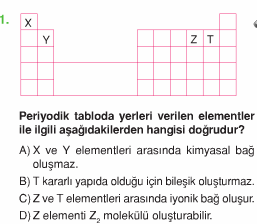 1.
X
Y Z T
Periyodik tabloda yerleri verilen elementler
ile ilgili aşağıdakilerden hangisi doğrudur?
A) X ve Y elementleri arasında kimyasal bağ
oluşmaz.
B) T kararlı yapıda olduğu için bileşik oluşturmaz.
C) Z ve T elementleri arasında iyonik bağ oluşur.
D) Z elementi Z₂ molekülü oluşturabilir.